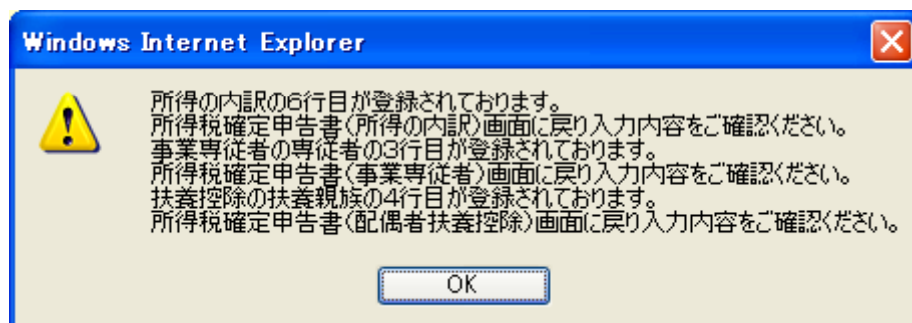 Windows Internet Explorer
所得の内訳の6行目が登録されております。
所得税確定申告書(所得の内訳)画面に戻り入力内容をご確認ください。
事業専従者の専従者の3行目が登録されております。
所得税確定申告書(事業専従者)画面に戻り入力内容をご確認ください。
扶養控除の扶養親族の4行目が登録されております。
所得税確定申告書(配偶者扶養控除)画面に戻り入力内容をご確認ください。
OK